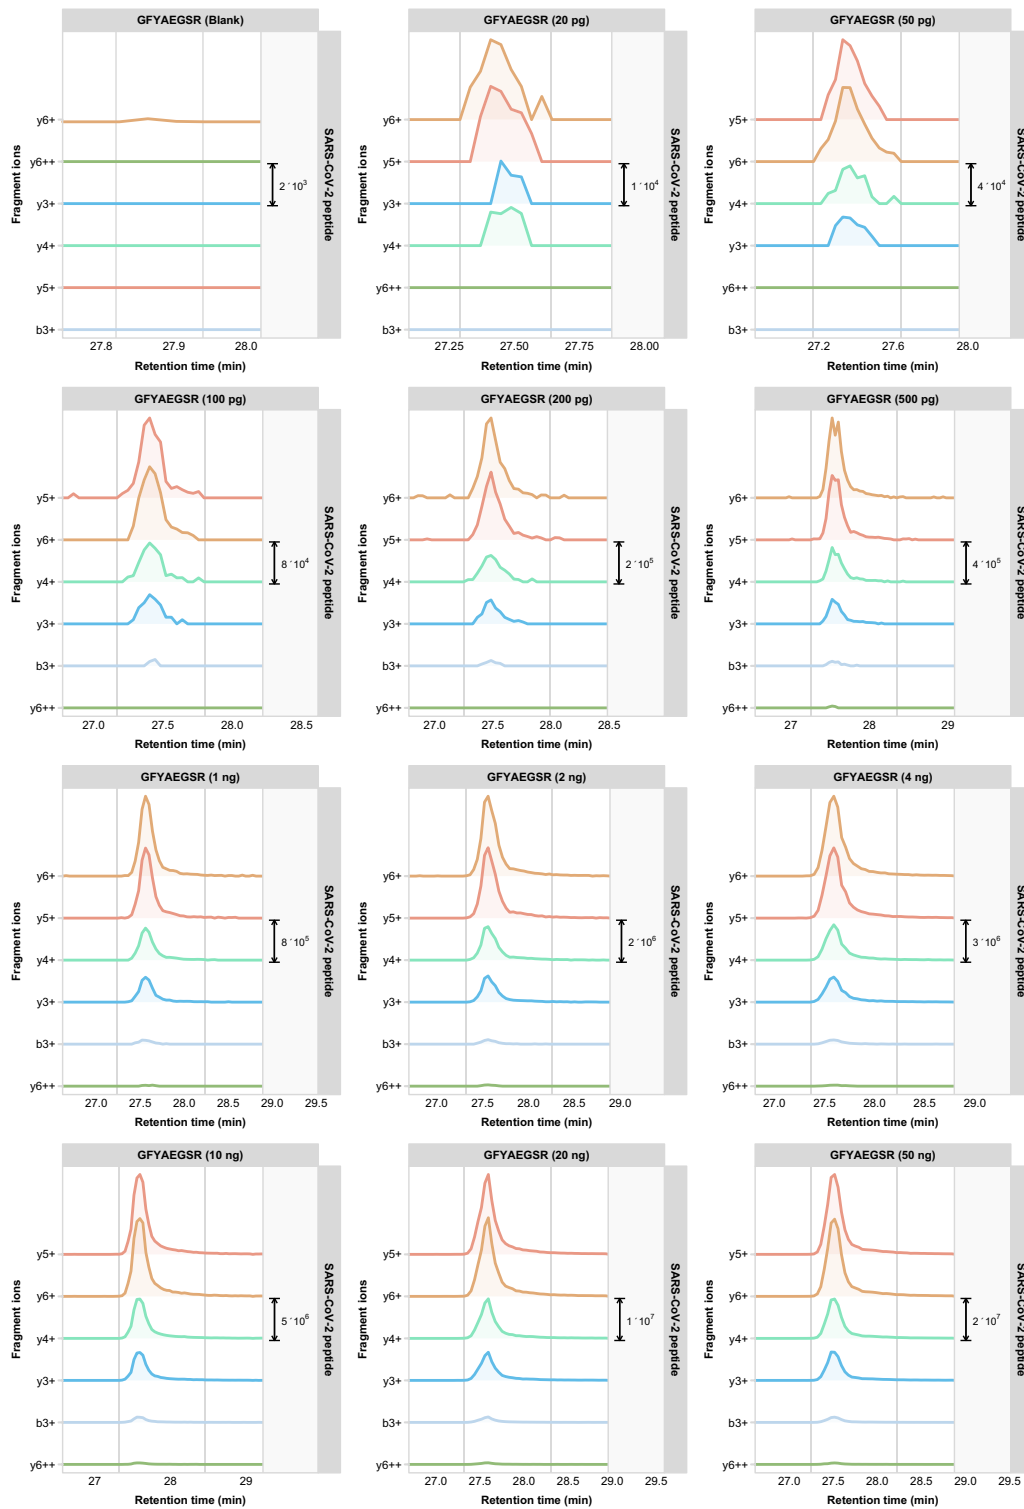 GFYAEGSR (Blank)
y6+
y6++
y3+
y4+
y5+
b3+
Fragment ions
2 ´10³
SARS-CoV-2 peptide
27.8 27.9 28.0
Retention time (min)
GFYAEGSR (20 pg)
y6+
y5+
y3+
y4+
y6++
b3+
Fragment ions
1 ´10⁴
SARS-CoV-2 peptide
27.25 27.50 27.75 28.00
Retention time (min)
GFYAEGSR (50 pg)
y5+
y6+
y4+
y3+
y6++
b3+
Fragment ions
4 ´10⁴
SARS-CoV-2 peptide
27.2 27.6 28.0
Retention time (min)
GFYAEGSR (100 pg)
y5+
y6+
y4+
y3+
b3+
y6++
Fragment ions
8 ´10⁴
SARS-CoV-2 peptide
27.0 27.5 28.0 28.5
Retention time (min)
GFYAEGSR (200 pg)
y6+
y5+
y4+
y3+
b3+
y6++
Fragment ions
2 ´10⁵
SARS-CoV-2 peptide
27.0 27.5 28.0 28.5
Retention time (min)
GFYAEGSR (500 pg)
y6+
y5+
y4+
y3+
b3+
y6++
Fragment ions
4 ´10⁵
SARS-CoV-2 peptide
27 28 29
Retention time (min)
GFYAEGSR (1 ng)
y6+
y5+
y4+
y3+
b3+
y6++
Fragment ions
8 ´10⁵
SARS-CoV-2 peptide
27.0 27.5 28.0 28.5 29.0 29.5
Retention time (min)
GFYAEGSR (2 ng)
y6+
y5+
y4+
y3+
b3+
y6++
Fragment ions
2 ´10⁶
SARS-CoV-2 peptide
27.0 27.5 28.0 28.5 29.0
Retention time (min)
GFYAEGSR (4 ng)
y6+
y5+
y4+
y3+
b3+
y6++
Fragment ions
3 ´10⁶
SARS-CoV-2 peptide
27.0 27.5 28.0 28.5 29.0
Retention time (min)
GFYAEGSR (10 ng)
y5+
y6+
y4+
y3+
b3+
y6++
Fragment ions
5 ´10⁶
SARS-CoV-2 peptide
27 28 29
Retention time (min)
GFYAEGSR (20 ng)
y5+
y6+
y4+
y3+
b3+
y6++
Fragment ions
1 ´10⁷
SARS-CoV-2 peptide
27.0 27.5 28.0 28.5 29.0 29.5
Retention time (min)
GFYAEGSR (50 ng)
y5+
y6+
y4+
y3+
b3+
y6++
Fragment ions
2 ´10⁷
SARS-CoV-2 peptide
27.0 27.5 28.0 28.5 29.0 29.5
Retention time (min)